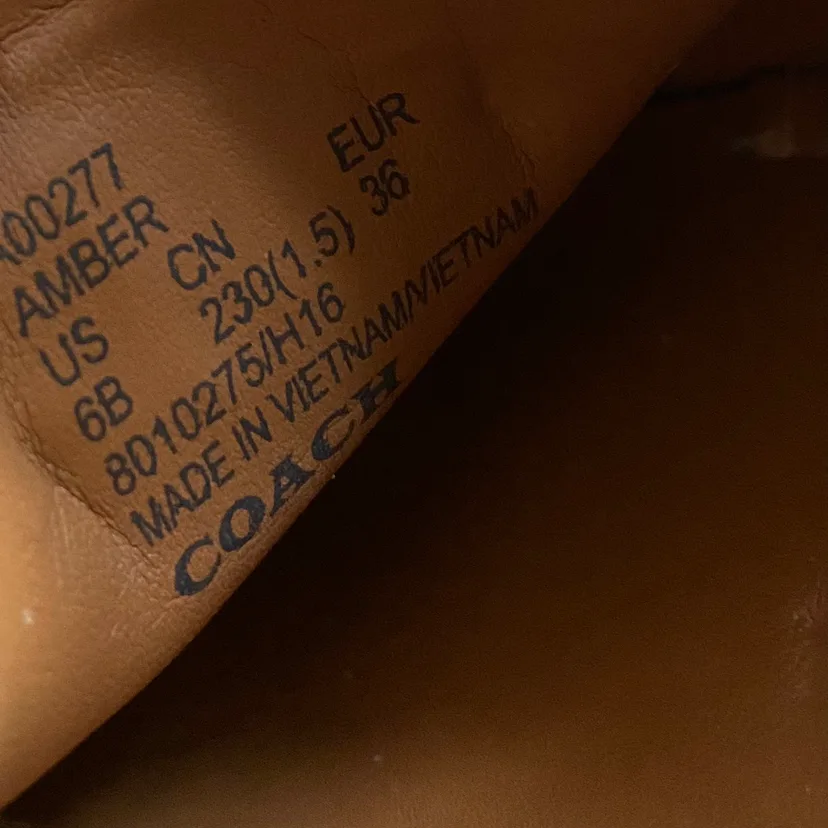 A00277
AMBER
US CN EUR
6B 230(1.5) 36
8010275/H16
MADE IN VIETNAM/VIETNAM
COACH